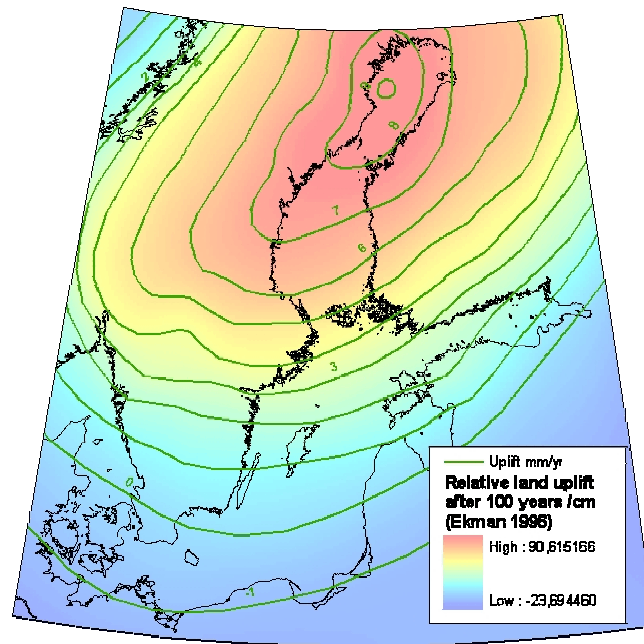 2
4
9
8
7
6
3
0
-1
Uplift mm/yr
Relative land uplift
after 100 years /cm
(Ekman 1996)
High : 90,615166
Low : -23,694460